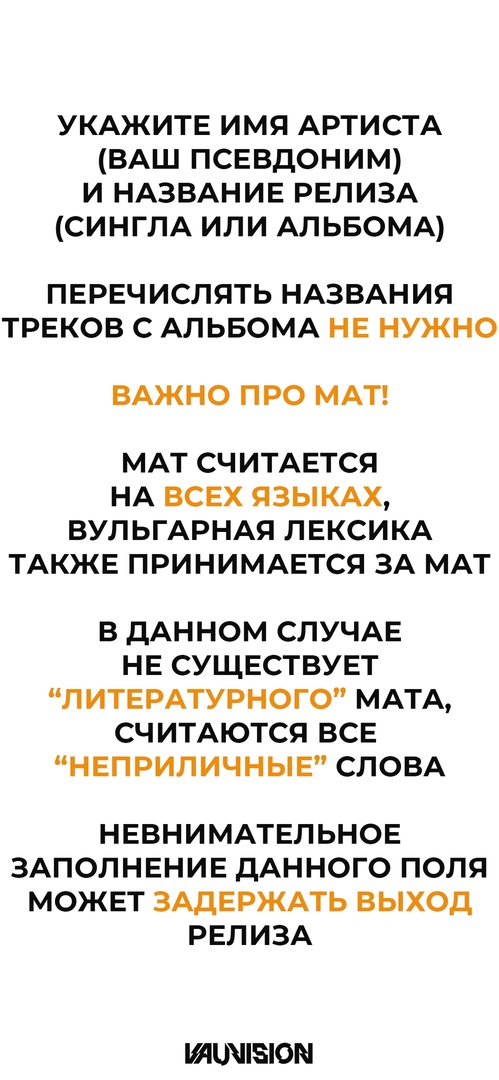 УКАЖИТЕ ИМЯ АРТИСТА
(ВАШ ПСЕВДОНИМ)
И НАЗВАНИЕ РЕЛИЗА
(СИНГЛА ИЛИ АЛЬБОМА)
ПЕРЕЧИСЛЯТЬ НАЗВАНИЯ
ТРЕКОВ С АЛЬБОМА НЕ НУЖНО
ВАЖНО ПРО МАТ!
МАТ СЧИТАЕТСЯ
НА ВСЕХ ЯЗЫКАХ,
ВУЛЬГАРНАЯ ЛЕКСИКА
ТАКЖЕ ПРИНИМАЕТСЯ ЗА МАТ
В ДАННОМ СЛУЧАЕ
НЕ СУЩЕСТВУЕТ
“ЛИТЕРАТУРНОГО” МАТА,
СЧИТАЮТСЯ ВСЕ
“НЕПРИЛИЧНЫЕ” СЛОВА
НЕВНИМАТЕЛЬНОЕ
ЗАПОЛНЕНИЕ ДАННОГО ПОЛЯ
МОЖЕТ ЗАДЕРЖАТЬ ВЫХОД
РЕЛИЗА
VAUVISION